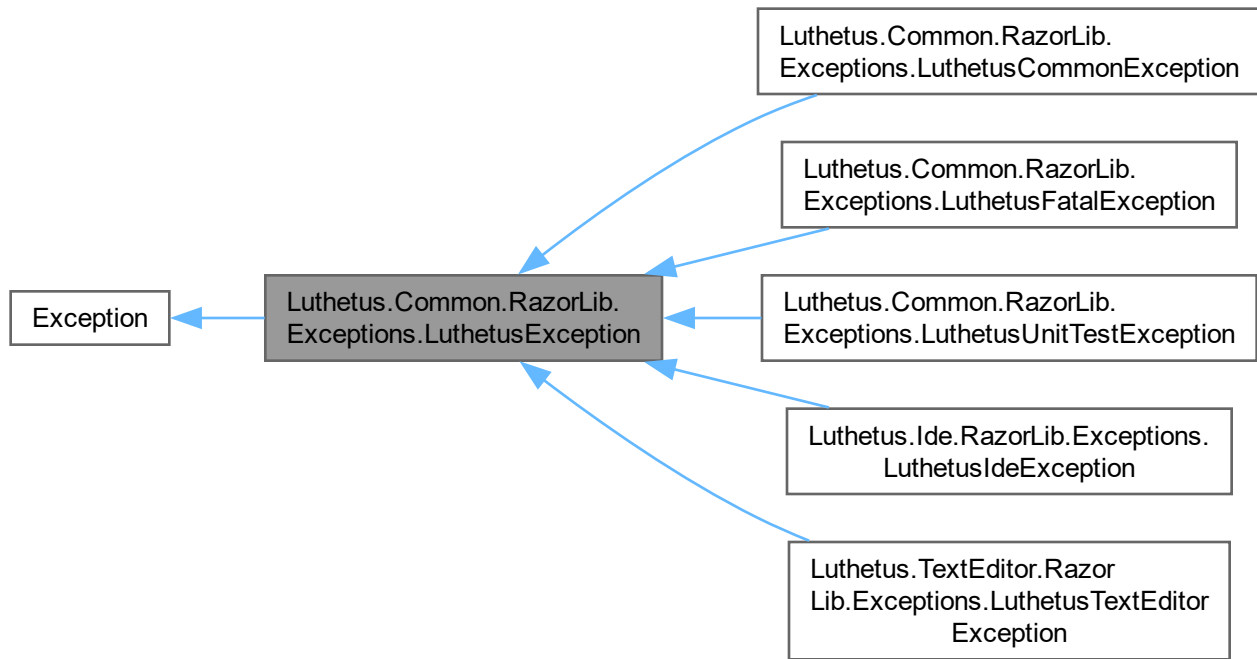 Exception
Luthetus.Common.RazorLib.
Exceptions.LuthetusException
Luthetus.Common.RazorLib.
Exceptions.LuthetusCommonException
Luthetus.Common.RazorLib.
Exceptions.LuthetusFatalException
Luthetus.Common.RazorLib.
Exceptions.LuthetusUnitTestException
Luthetus.Ide.RazorLib.Exceptions.
LuthetusIdeException
Luthetus.TextEditor.Razor
Lib.Exceptions.LuthetusTextEditor
Exception